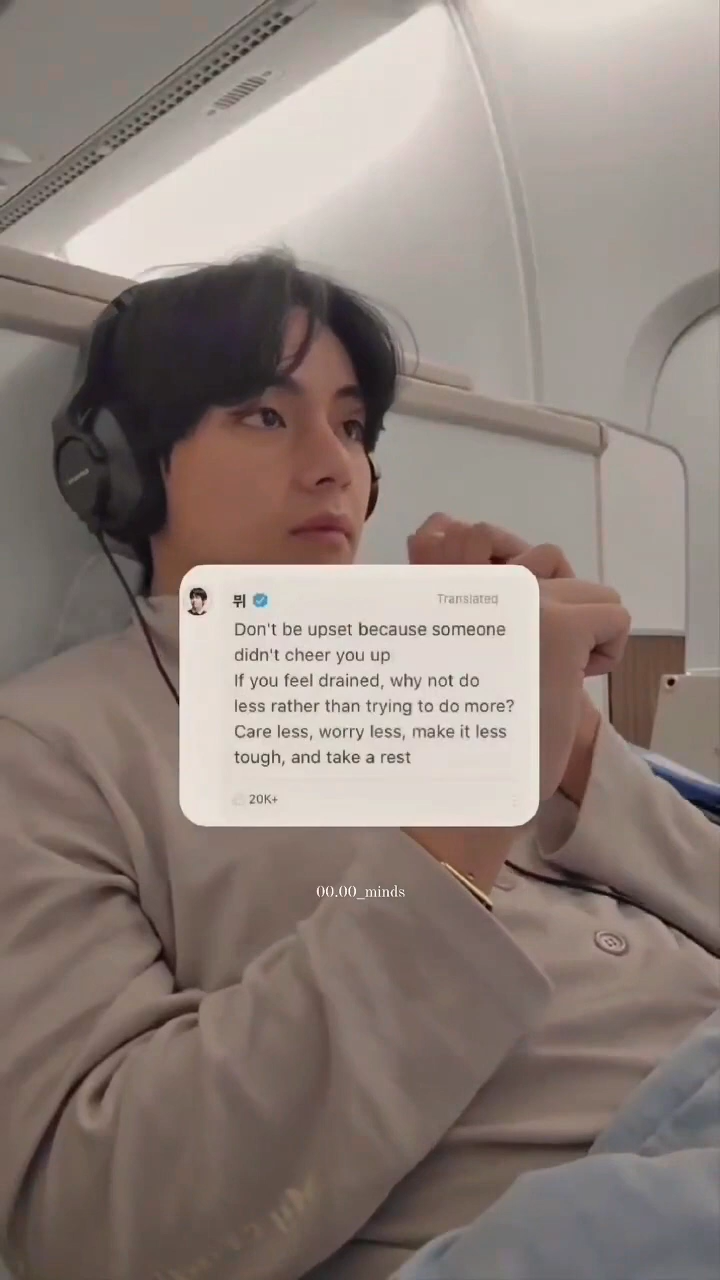 뷔
Translated
Don't be upset because someone
didn't cheer you up
If you feel drained, why not do
less rather than trying to do more?
Care less, worry less, make it less
tough, and take a rest
20K+
00.00_minds